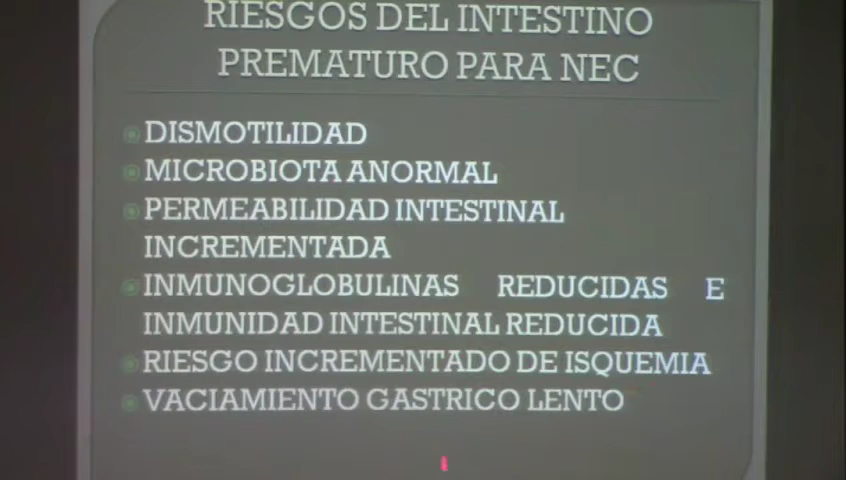 RIESGOS DEL INTESTINO
PREMATURO PARA NEC
DISMOTILIDAD
MICROBIOTA ANORMAL
PERMEABILIDAD INTESTINAL
INCREMENTADA
INMUNOGLOBULINAS REDUCIDAS E
INMUNIDAD INTESTINAL REDUCIDA
RIESGO INCREMENTADO DE ISQUEMIA
VACIAMIENTO GASTRICO LENTO